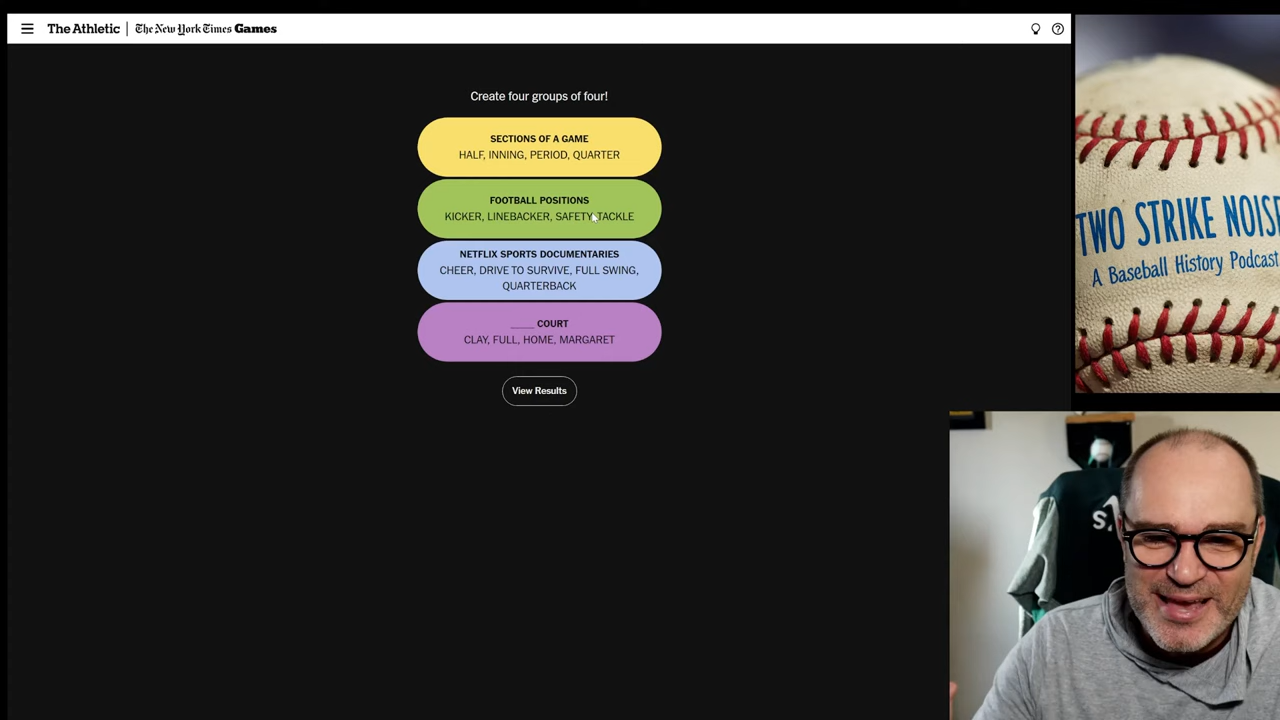 The Athletic | The New York Times Games
Create four groups of four!
SECTIONS OF A GAME
HALF, INNING, PERIOD, QUARTER
FOOTBALL POSITIONS
KICKER, LINEBACKER, SAFETY, TACKLE
NETFLIX SPORTS DOCUMENTARIES
CHEER, DRIVE TO SURVIVE, FULL SWING,
QUARTERBACK
____ COURT
CLAY, FULL, HOME, MARGARET
View Results
TWO STRIKE NOISE
A Baseball History Podcast